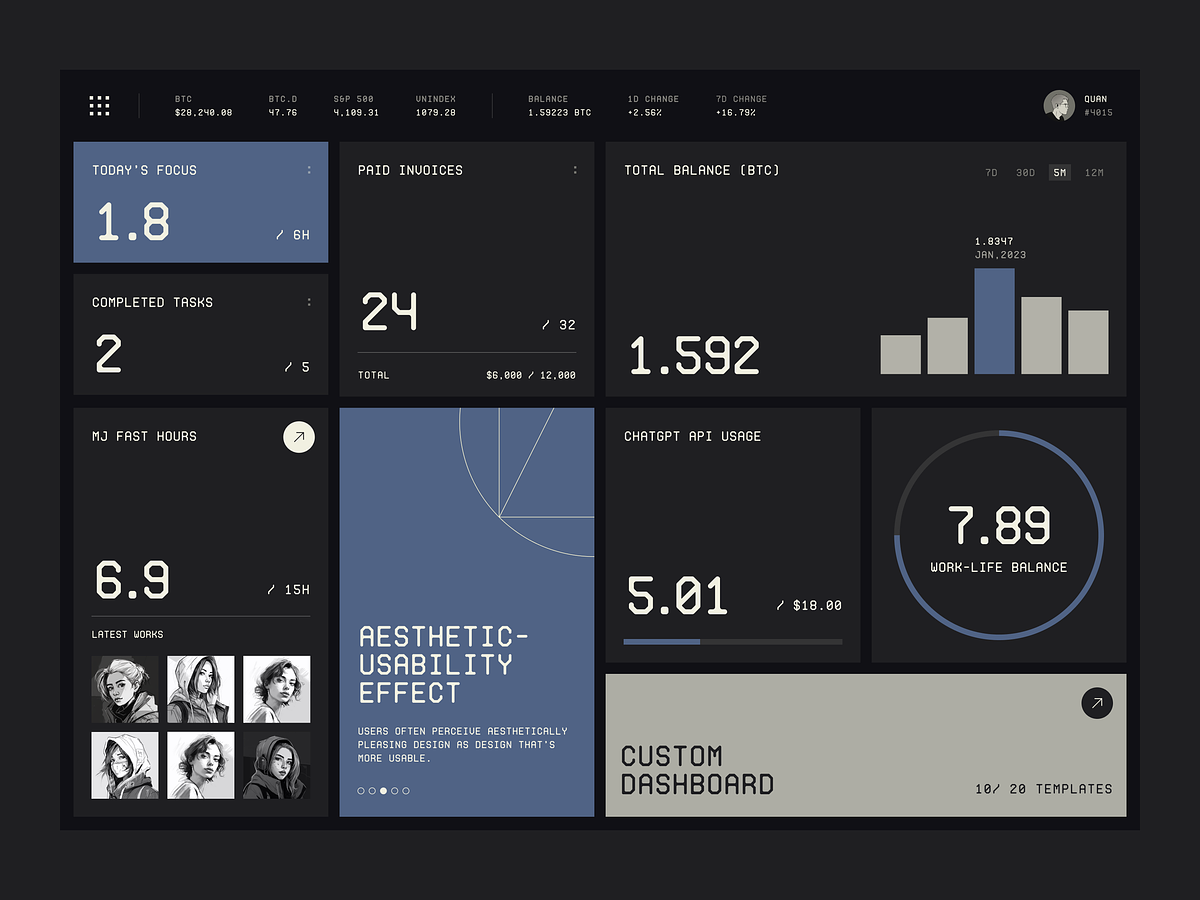 BTC
$28,240.08
BTC.D
47.76
S&P 500
4,109.31
VNINDEX
1079.28
BALANCE
1.59223 BTC
1D CHANGE
+2.56%
7D CHANGE
+16.79%
QUAN
#4015
TODAY'S FOCUS
1.8
/ 6H
COMPLETED TASKS
2
/ 5
PAID INVOICES
24
/ 32
TOTAL
$6,000 / 12,000
TOTAL BALANCE (BTC)
7D
30D
5M
12M
1.8347
JAN,2023
1.592
MJ FAST HOURS
6.9
/ 15H
LATEST WORKS
AESTHETIC-
USABILITY
EFFECT
USERS OFTEN PERCEIVE AESTHETICALLY
PLEASING DESIGN AS DESIGN THAT'S
MORE USABLE.
CHATGPT API USAGE
5.01
/ $18.00
7.89
WORK-LIFE BALANCE
CUSTOM
DASHBOARD
10/ 20 TEMPLATES